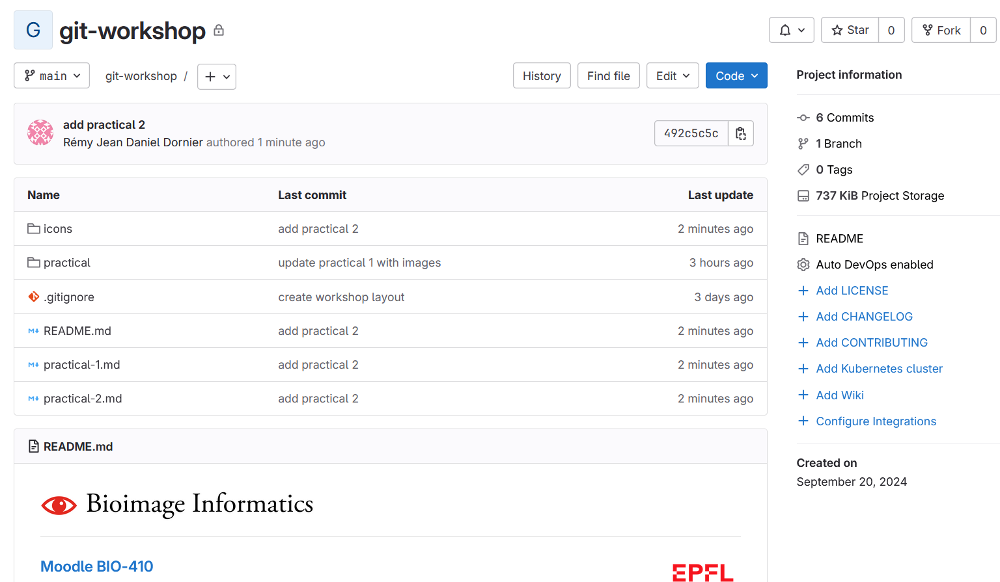 G git-workshop
Star 0
Fork 0
main git-workshop /
History Find file Edit Code
add practical 2
Rémy Jean Daniel Dornier authored 1 minute ago
492c5c5c
Name Last commit Last update
icons add practical 2 2 minutes ago
practical update practical 1 with images 3 hours ago
.gitignore create workshop layout 3 days ago
README.md add practical 2 2 minutes ago
practical-1.md add practical 2 2 minutes ago
practical-2.md add practical 2 2 minutes ago
README.md
Bioimage Informatics
Moodle BIO-410
EPFL
Project information
6 Commits
1 Branch
0 Tags
737 KiB Project Storage
README
Auto DevOps enabled
Add LICENSE
Add CHANGELOG
Add CONTRIBUTING
Add Kubernetes cluster
Add Wiki
Configure Integrations
Created on
September 20, 2024